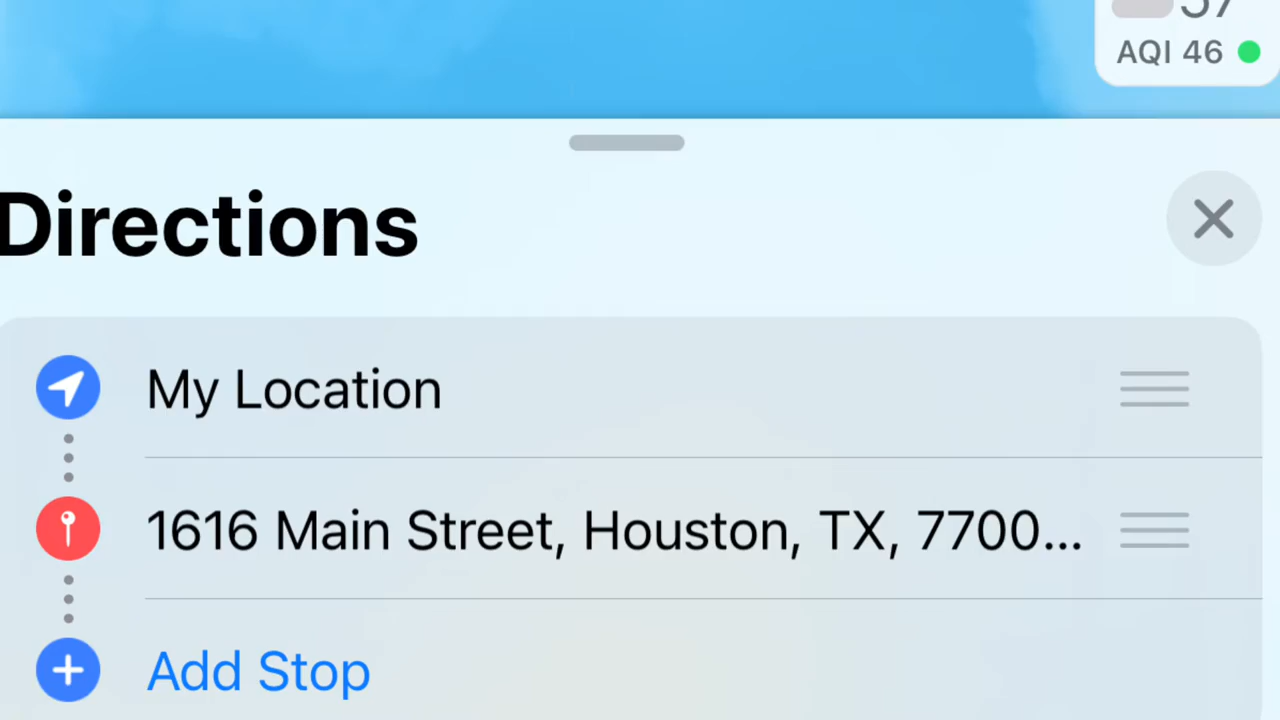 AQI 46
Directions
My Location
1616 Main Street, Houston, TX, 7700...
Add Stop